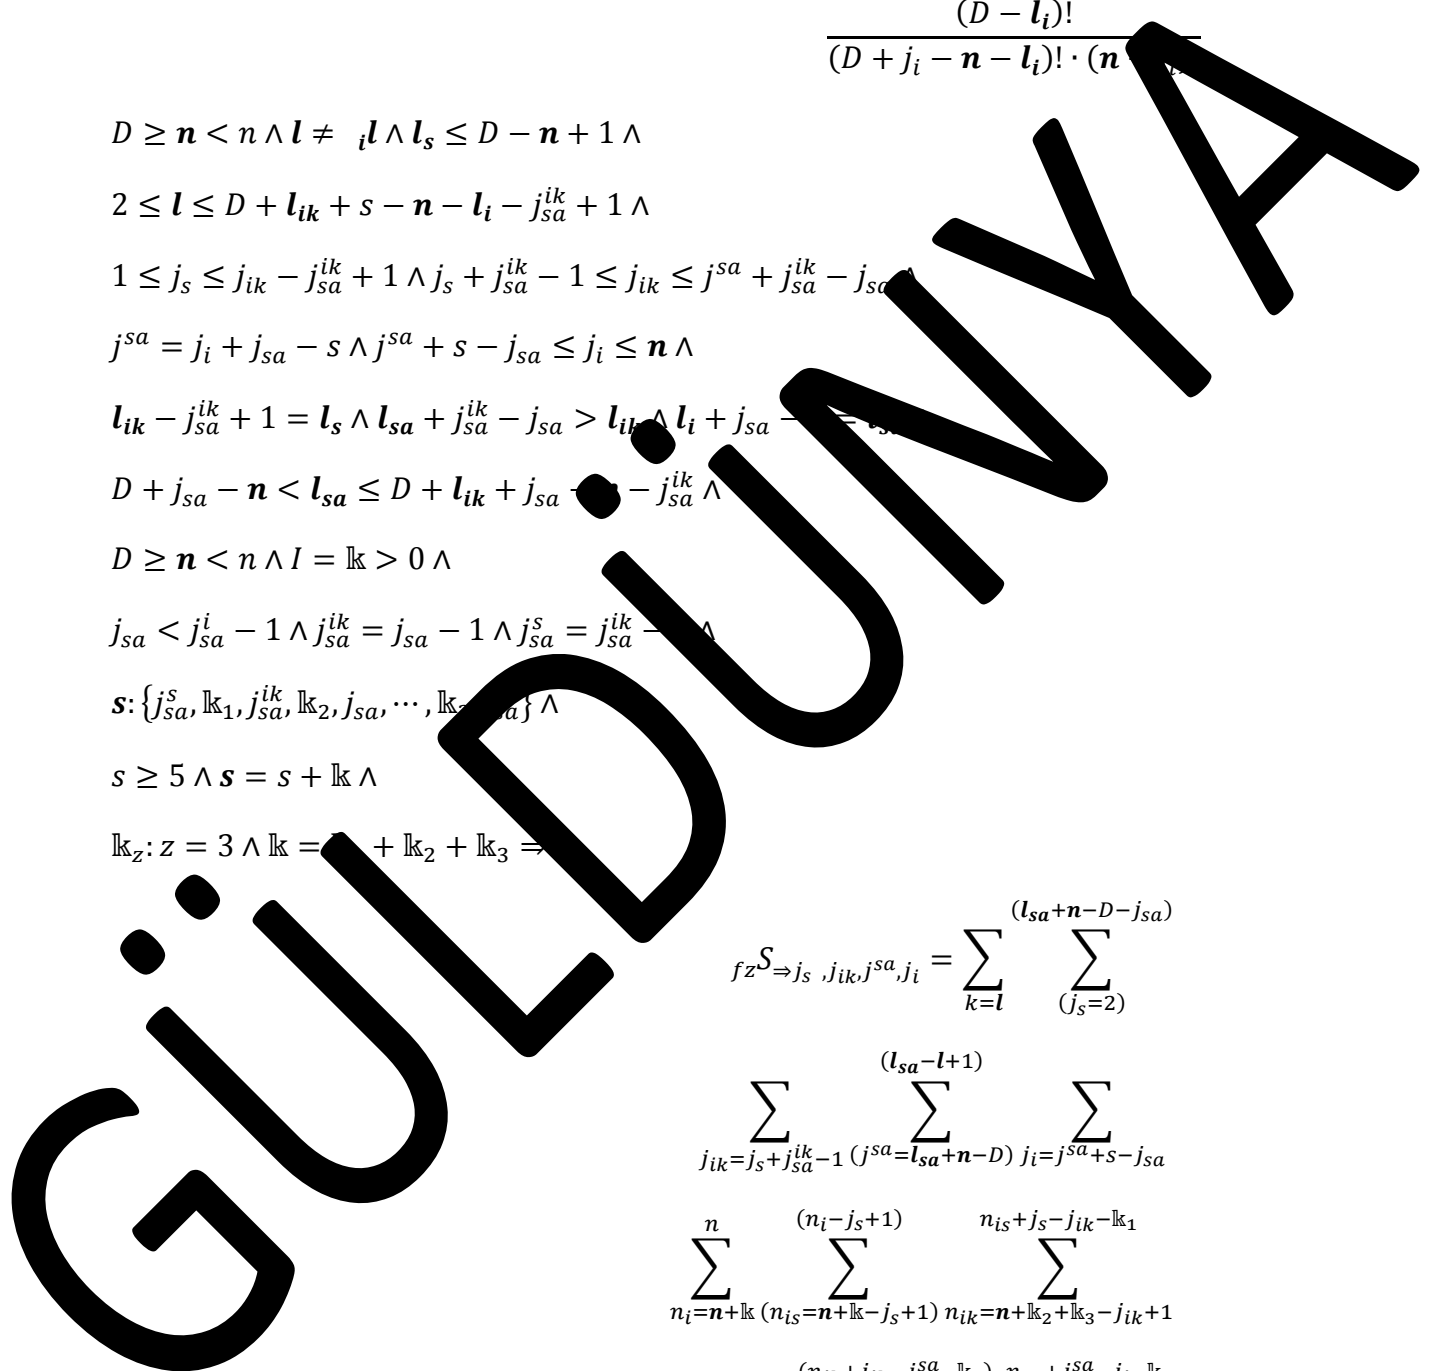 (D − l_i)!
(D + j_i − n − l_i)! · (n
D ≥ n < n ∧ l ≠ _il ∧ l_s ≤ D − n + 1 ∧
2 ≤ l ≤ D + l_ik + s − n − l_i − j_sa^ik + 1 ∧
1 ≤ j_s ≤ j_ik − j_sa^ik + 1 ∧ j_s + j_sa^ik − 1 ≤ j_ik ≤ j^sa + j_sa^ik − j_sa ∧
j^sa = j_i + j_sa − s ∧ j^sa + s − j_sa ≤ j_i ≤ n ∧
l_ik − j_sa^ik + 1 = l_s ∧ l_sa + j_sa^ik − j_sa > l_ik ∧ l_i + j_sa − =
D + j_sa − n < l_sa ≤ D + l_ik + j_sa − − j_sa^ik ∧
D ≥ n < n ∧ I = 𝕜 > 0 ∧
j_sa < j_sa^i − 1 ∧ j_sa^ik = j_sa − 1 ∧ j_sa^s = j_sa^ik − ∧
s: {j_sa^s, 𝕜_1, j_sa^ik, 𝕜_2, j_sa, ⋯ , 𝕜 } ∧
s ≥ 5 ∧ s = s + 𝕜 ∧
𝕜_z: z = 3 ∧ 𝕜 = + 𝕜_2 + 𝕜_3 ⇒
(l_sa+n−D−j_sa)
_fzS_⇒j_s ,j_ik,j^sa,j_i = ∑ ∑
k=l (j_s=2)
(l_sa−l+1)
∑ ∑ ∑
j_ik=j_s+j_sa^ik−1 (j^sa=l_sa+n−D) j_i=j^sa+s−j_sa
n (n_i−j_s+1) n_is+j_s−j_ik−𝕜_1
∑ ∑ ∑
n_i=n+𝕜 (n_is=n+𝕜−j_s+1) n_ik=n+𝕜_2+𝕜_3−j_ik+1
GÜLDÜNYA